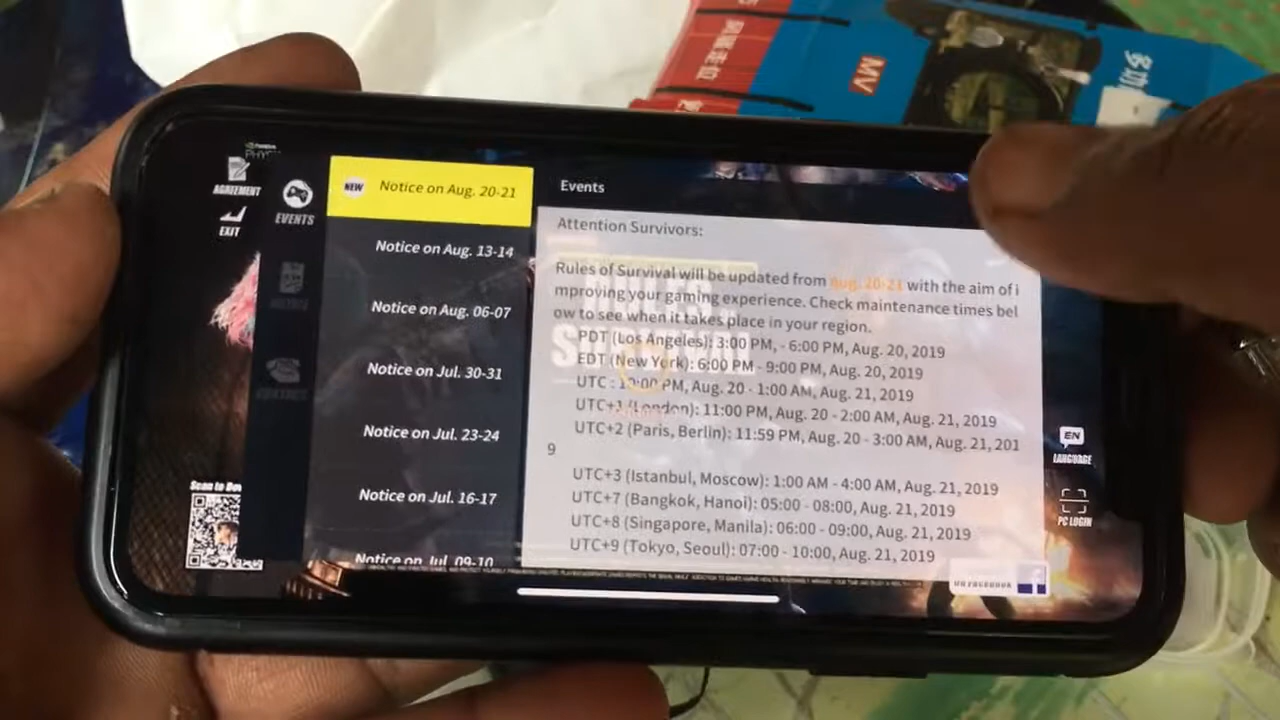 MV
AGREEMENT
EXIT
EVENTS
NEW Notice on Aug. 20-21
Notice on Aug. 13-14
Notice on Aug. 06-07
Notice on Jul. 30-31
Notice on Jul. 23-24
Notice on Jul. 16-17
Notice on Jul. 09-10
Events
Attention Survivors:
Rules of Survival will be updated from Aug. 20-21 with the aim of i
mproving your gaming experience. Check maintenance times bel
ow to see when it takes place in your region.
PDT (Los Angeles): 3:00 PM, - 6:00 PM, Aug. 20, 2019
EDT (New York): 6:00 PM - 9:00 PM, Aug. 20, 2019
UTC : PM, Aug. 20 - 1:00 AM, Aug. 21, 2019
UTC+1 (London): 11:00 PM, Aug. 20 - 2:00 AM, Aug. 21, 2019
UTC+2 (Paris, Berlin): 11:59 PM, Aug. 20 - 3:00 AM, Aug. 21, 201
9
UTC+3 (Istanbul, Moscow): 1:00 AM - 4:00 AM, Aug. 21, 2019
UTC+7 (Bangkok, Hanoi): 05:00 - 08:00, Aug. 21, 2019
UTC+8 (Singapore, Manila): 06:00 - 09:00, Aug. 21, 2019
UTC+9 (Tokyo, Seoul): 07:00 - 10:00, Aug. 21, 2019
EN
LANGUAGE
PC LOGIN
Scan to
ON FACEBOOK